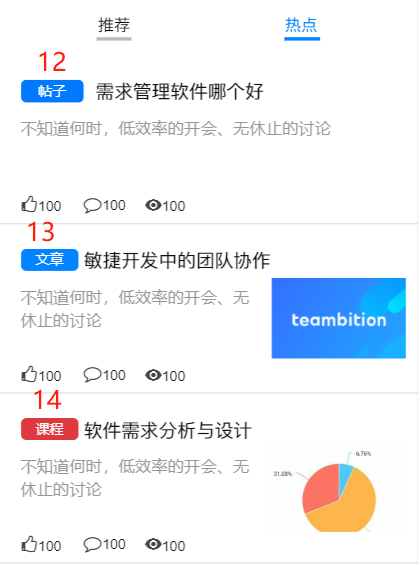 推荐 热点
12
帖子 需求管理软件哪个好
不知道何时，低效率的开会、无休止的讨论
100 100 100
13
文章 敏捷开发中的团队协作
不知道何时，低效率的开会、无
休止的讨论
teambition
100 100 100
14
课程 软件需求分析与设计
不知道何时，低效率的开会、无
休止的讨论
6.76%
31.08%
100 100 100